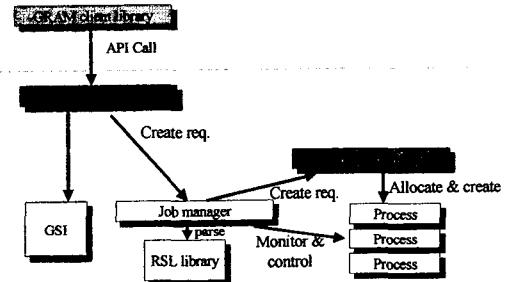 GRAM client library
API Call
Create req.
Create req.
Allocate & create
GSI
Job manager
parse
RSL library
Monitor &
control
Process
Process
Process